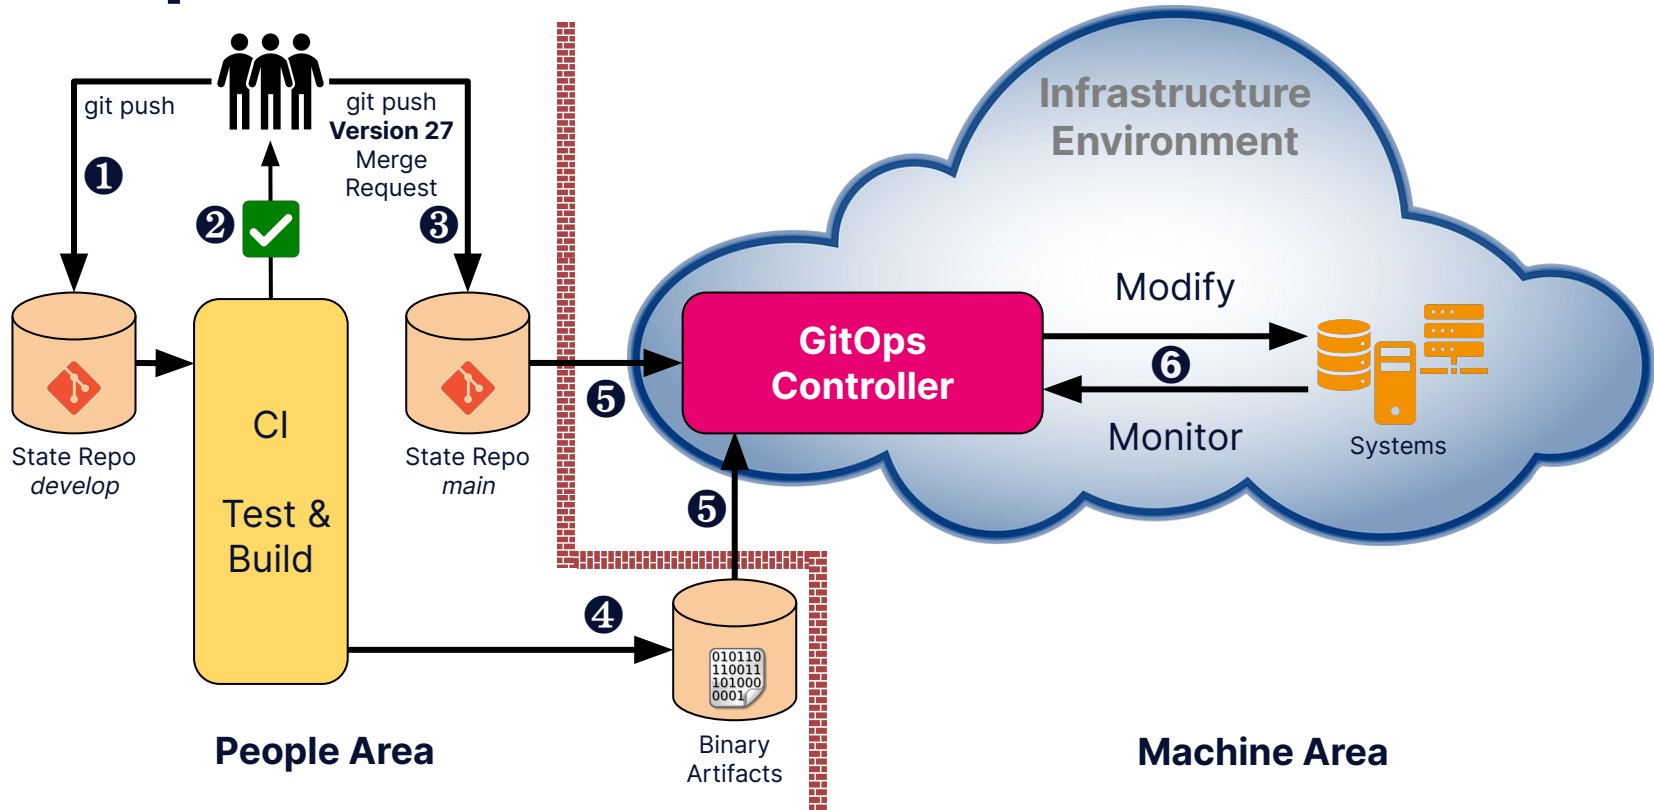 git push
❶
❷
git push
Version 27
Merge
Request
❸
Infrastructure
Environment
State Repo
develop
CI
Test &
Build
State Repo
main
❺
GitOps
Controller
Modify
❻
Monitor
Systems
❺
❹
010110
110011
101000
0001
Binary
Artifacts
People Area
Machine Area